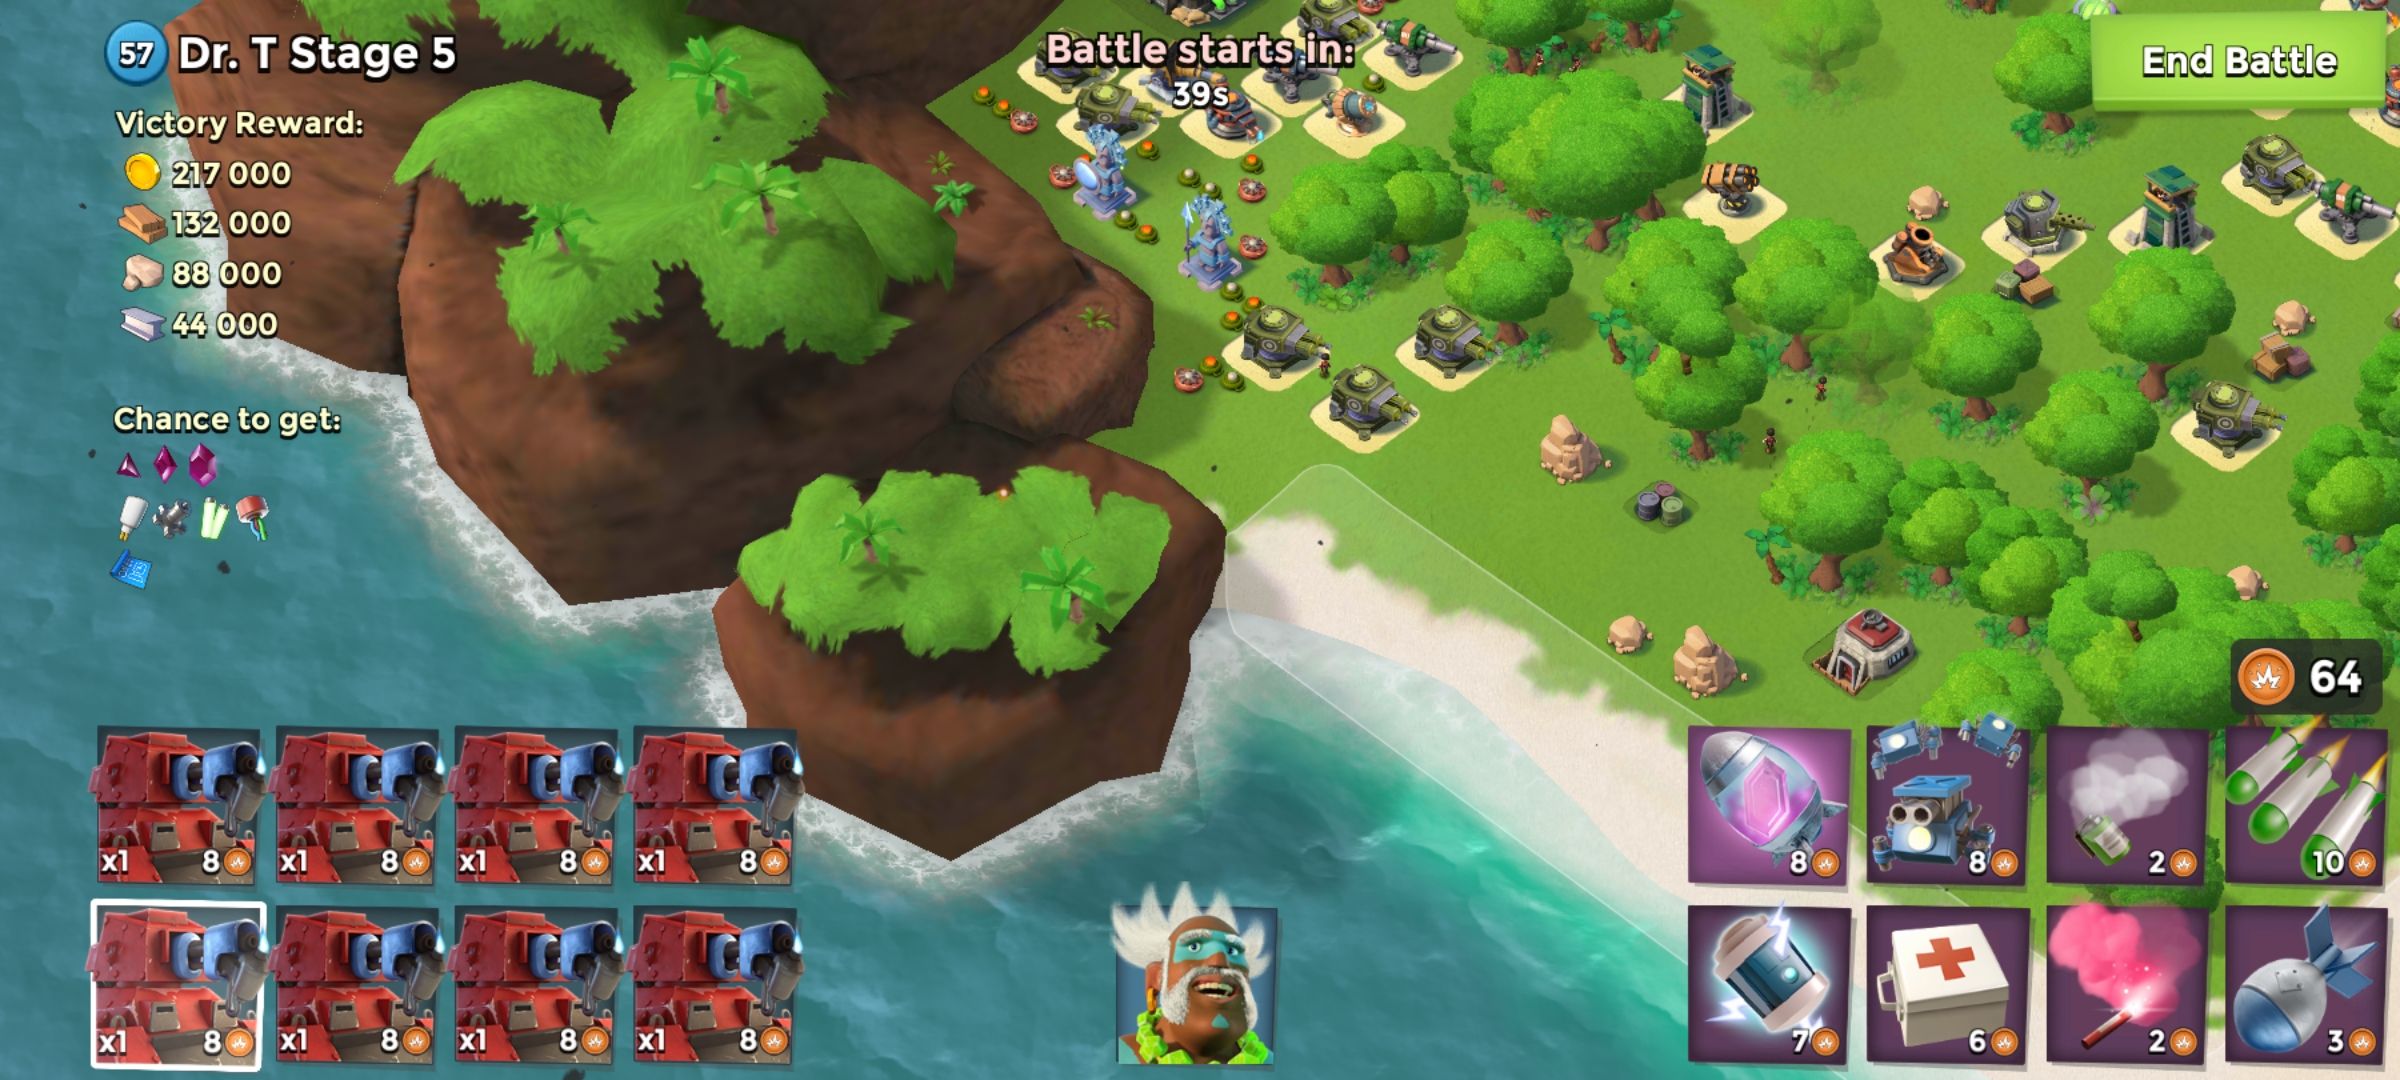 57 Dr. T Stage 5
Battle starts in:
39s
End Battle
Victory Reward:
217 000
132 000
88 000
44 000
Chance to get:
64
x1 8
x1 8
x1 8
x1 8
8
8
2
10
x1 8
x1 8
x1 8
x1 8
7
6
2
3